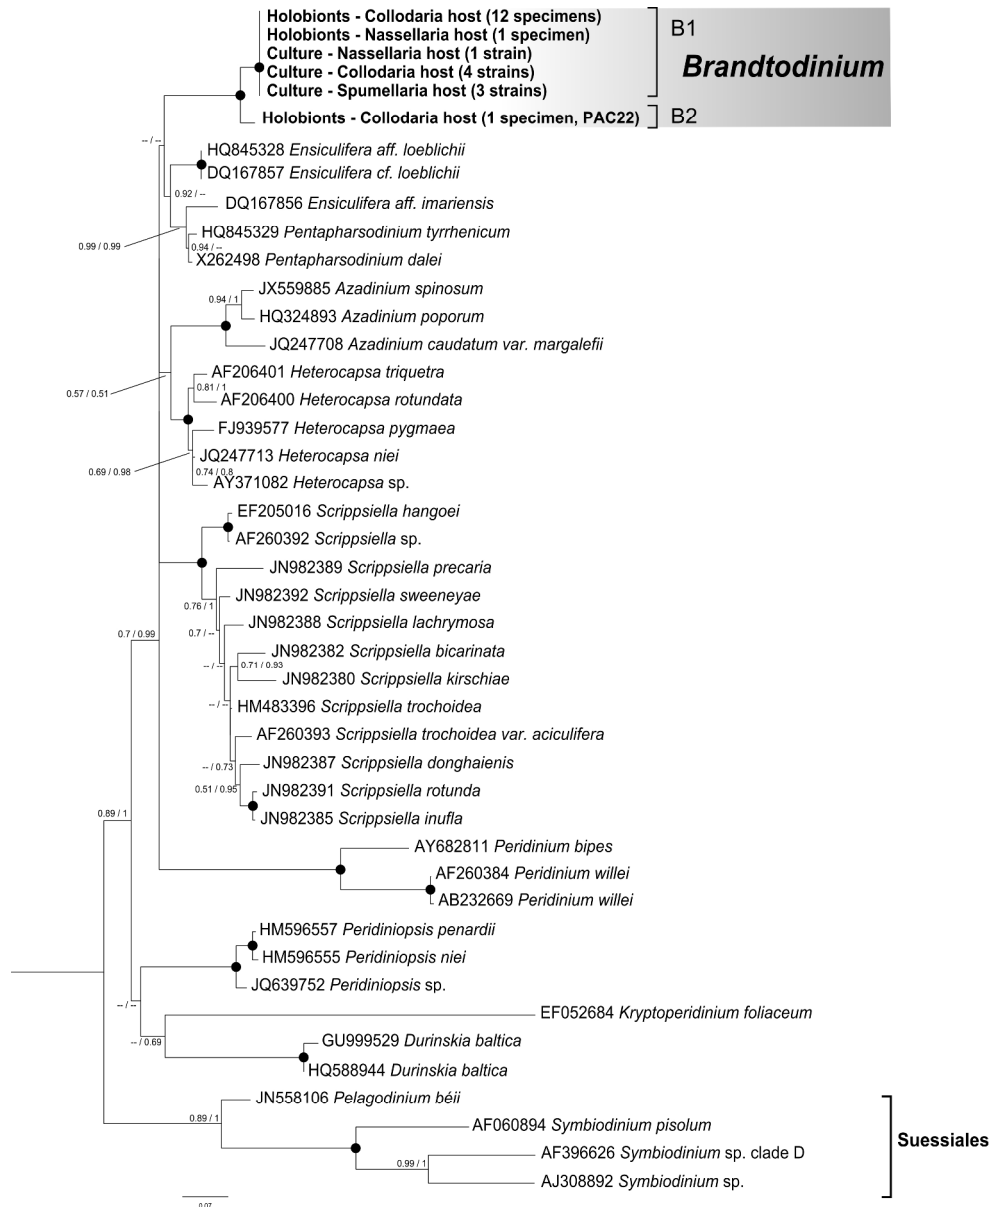 Holobionts - Collodaria host (12 specimens)
Holobionts - Nassellaria host (1 specimen)
Culture - Nassellaria host (1 strain)
Culture - Collodaria host (4 strains)
Culture - Spumellaria host (3 strains)
B1
Brandtodinium
Holobionts - Collodaria host (1 specimen, PAC22)
B2
-- / --
HQ845328 Ensiculifera aff. loeblichii
DQ167857 Ensiculifera cf. loeblichii
0.92 / --
DQ167856 Ensiculifera aff. imariensis
HQ845329 Pentapharsodinium tyrrhenicum
0.99 / 0.99
0.94 / --
X262498 Pentapharsodinium dalei
JX559885 Azadinium spinosum
0.94 / 1
HQ324893 Azadinium poporum
JQ247708 Azadinium caudatum var. margalefii
AF206401 Heterocapsa triquetra
0.81 / 1
0.57 / 0.51
AF206400 Heterocapsa rotundata
FJ939577 Heterocapsa pygmaea
JQ247713 Heterocapsa niei
0.69 / 0.98
0.74 / 0.8
AY371082 Heterocapsa sp.
EF205016 Scrippsiella hangoei
AF260392 Scrippsiella sp.
JN982389 Scrippsiella precaria
JN982392 Scrippsiella sweeneyae
0.76 / 1
JN982388 Scrippsiella lachrymosa
0.7 / --
0.7 / 0.99
JN982382 Scrippsiella bicarinata
-- / --
0.71 / 0.93
JN982380 Scrippsiella kirschiae
-- / --
HM483396 Scrippsiella trochoidea
AF260393 Scrippsiella trochoidea var. aciculifera
JN982387 Scrippsiella donghaienis
-- / 0.73
0.51 / 0.95
JN982391 Scrippsiella rotunda
JN982385 Scrippsiella inufla
0.89 / 1
AY682811 Peridinium bipes
AF260384 Peridinium willei
AB232669 Peridinium willei
HM596557 Peridiniopsis penardii
HM596555 Peridiniopsis niei
JQ639752 Peridiniopsis sp.
-- / --
EF052684 Kryptoperidinium foliaceum
-- / 0.69
GU999529 Durinskia baltica
HQ588944 Durinskia baltica
JN558106 Pelagodinium béii
0.89 / 1
AF060894 Symbiodinium pisolum
Suessiales
AF396626 Symbiodinium sp. clade D
0.99 / 1
AJ308892 Symbiodinium sp.
0.07